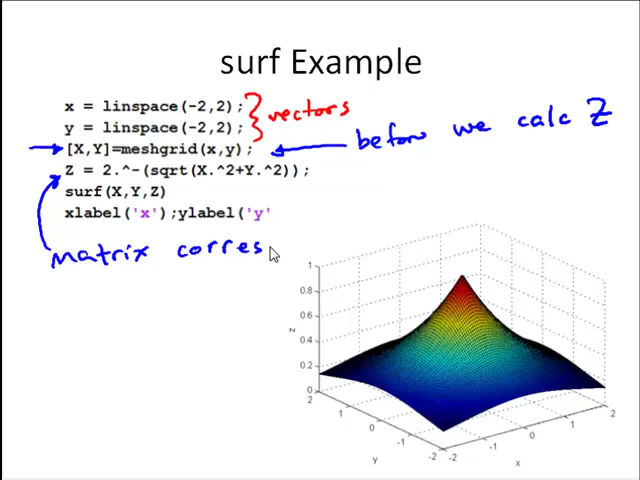 surf Example
x = linspace(-2,2);
y = linspace(-2,2);
vectors
[X,Y]=meshgrid(x,y);
before we calc Z
Z = 2.^-(sqrt(X.^2+Y.^2));
surf(X,Y,Z)
xlabel('x');ylabel('y'
matrix corres
1
0.8
0.6
0.4
0.2
0
z
2
1
0
-1
-2
y
-2
-1
0
1
2
x